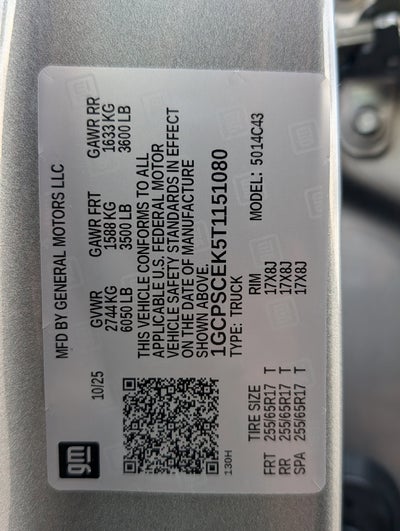 gm
MFD BY GENERAL MOTORS LLC
10/25 GVWR GAWR FRT GAWR RR
2744 KG 1588 KG 1633 KG
6050 LB 3500 LB 3600 LB
THIS VEHICLE CONFORMS TO ALL
APPLICABLE U.S. FEDERAL MOTOR
VEHICLE SAFETY STANDARDS IN EFFECT
ON THE DATE OF MANUFACTURE
SHOWN ABOVE.
1GCPSCEK5T1151080
TYPE: TRUCK MODEL: 5014C43
130H
TIRE SIZE RIM
FRT 255/65R17 T 17X8J
RR 255/65R17 T 17X8J
SPA 255/65R17 T 17X8J